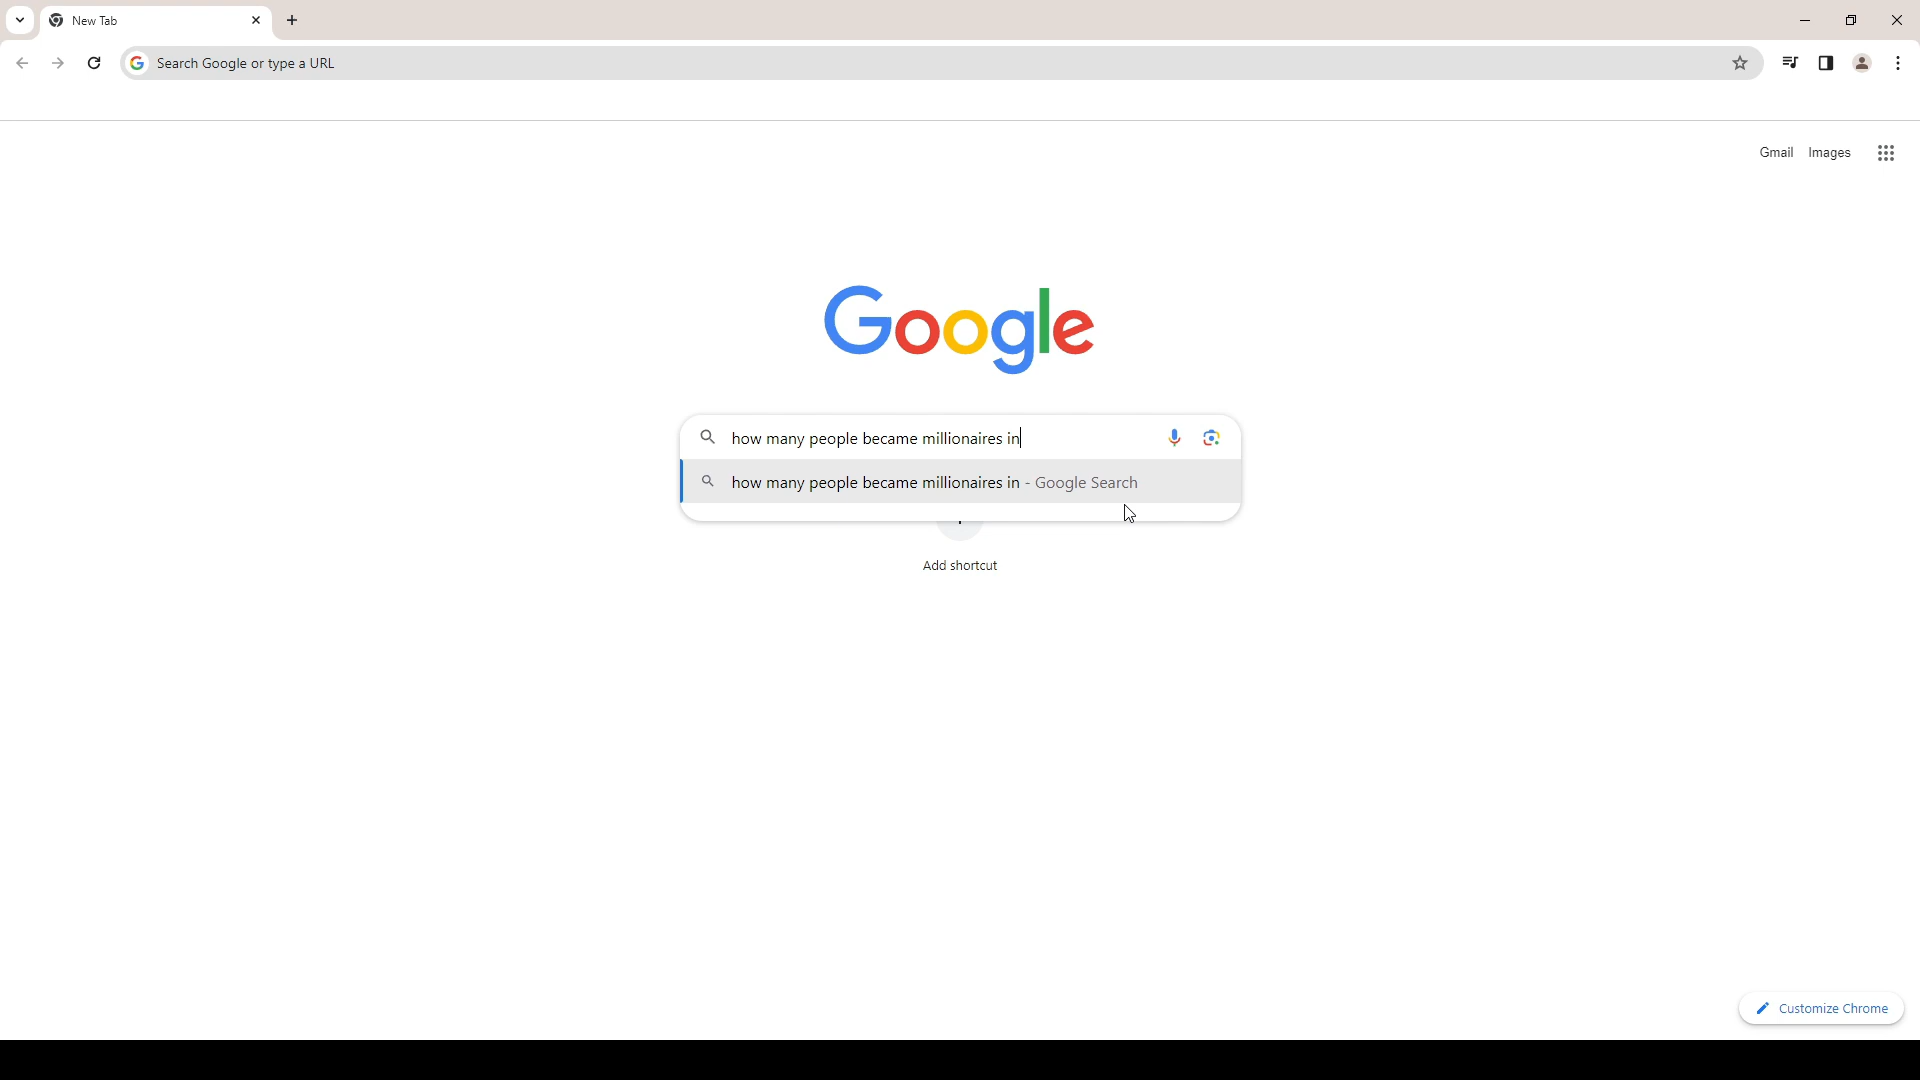 New Tab
Search Google or type a URL
Gmail Images
Google
how many people became millionaires in
how many people became millionaires in - Google Search
Add shortcut
Customize Chrome